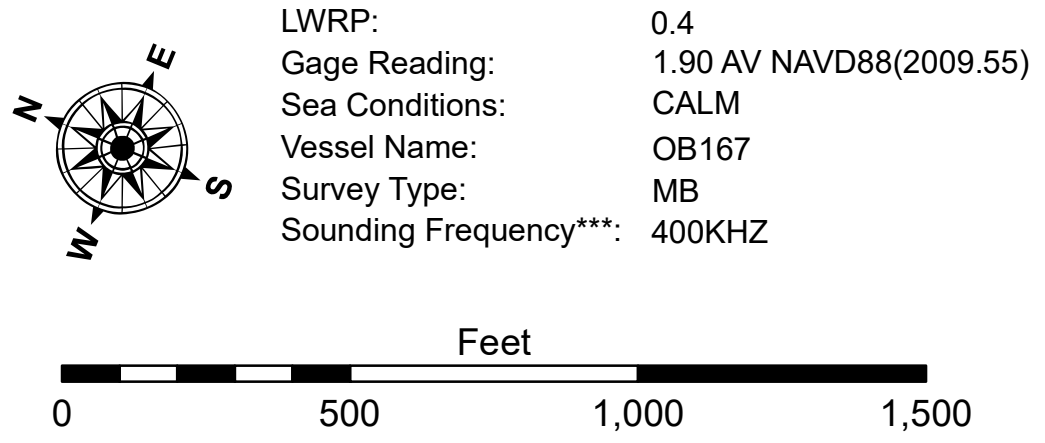 N
E
S
W
LWRP: 0.4
Gage Reading: 1.90 AV NAVD88(2009.55)
Sea Conditions: CALM
Vessel Name: OB167
Survey Type: MB
Sounding Frequency***: 400KHZ
Feet
0 500 1,000 1,500